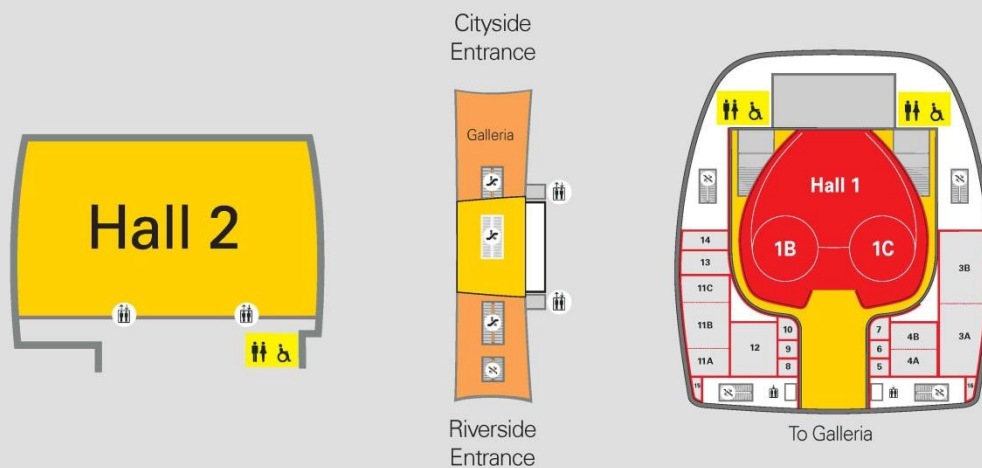 Cityside
Entrance
Galleria
Riverside
Entrance
Hall 2
Hall 1
1B
1C
14
13
11C
11B
11A
12
10
9
8
7
6
5
4B
4A
3B
3A
15
16
To Galleria